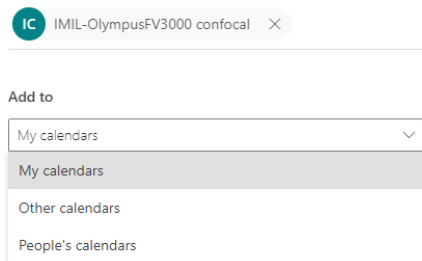 IC IMIL-OlympusFV3000 confocal
Add to
My calendars
My calendars
Other calendars
People's calendars